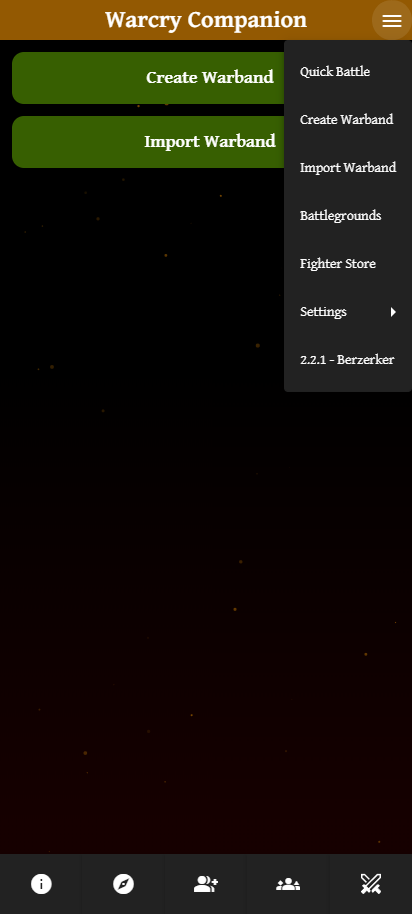 Warcry Companion
Create Warband
Import Warband
Quick Battle
Create Warband
Import Warband
Battlegrounds
Fighter Store
Settings
2.2.1 - Berzerker